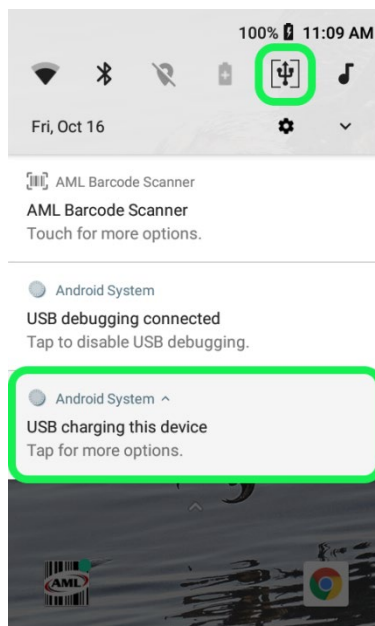 100% 11:09 AM
Fri, Oct 16
AML Barcode Scanner
AML Barcode Scanner
Touch for more options.
Android System
USB debugging connected
Tap to disable USB debugging.
Android System
USB charging this device
Tap for more options.
AML